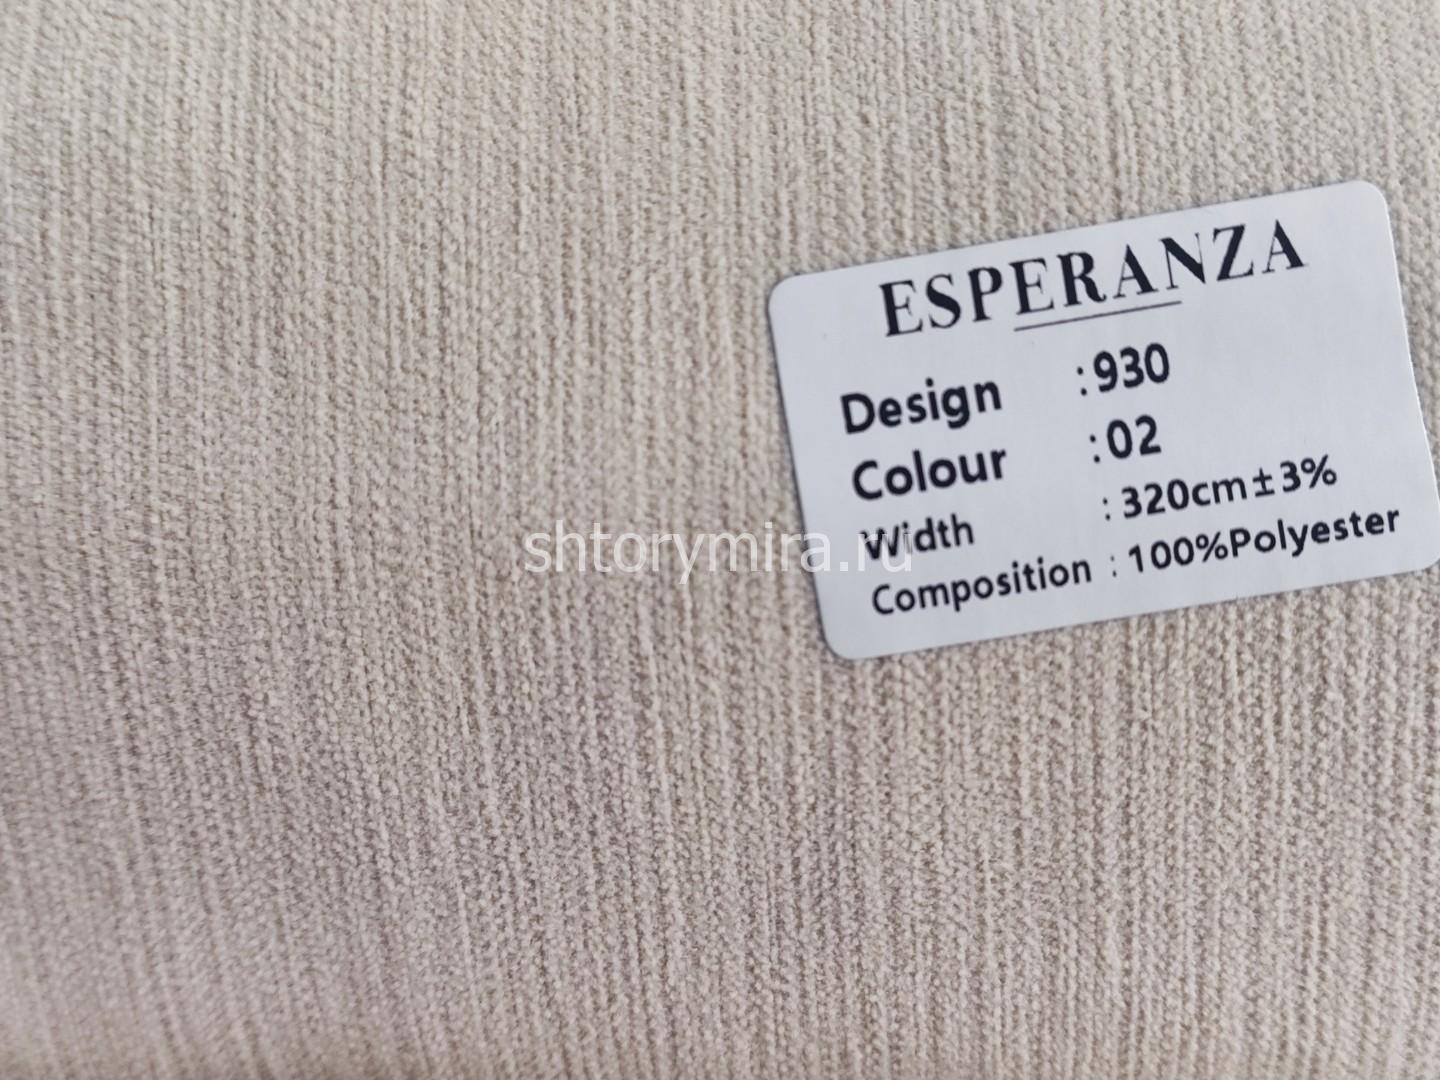 ESPERANZA
Design :930
Colour :02
Width : 320cm±3%
Composition : 100%Polyester
shtorymira.ru